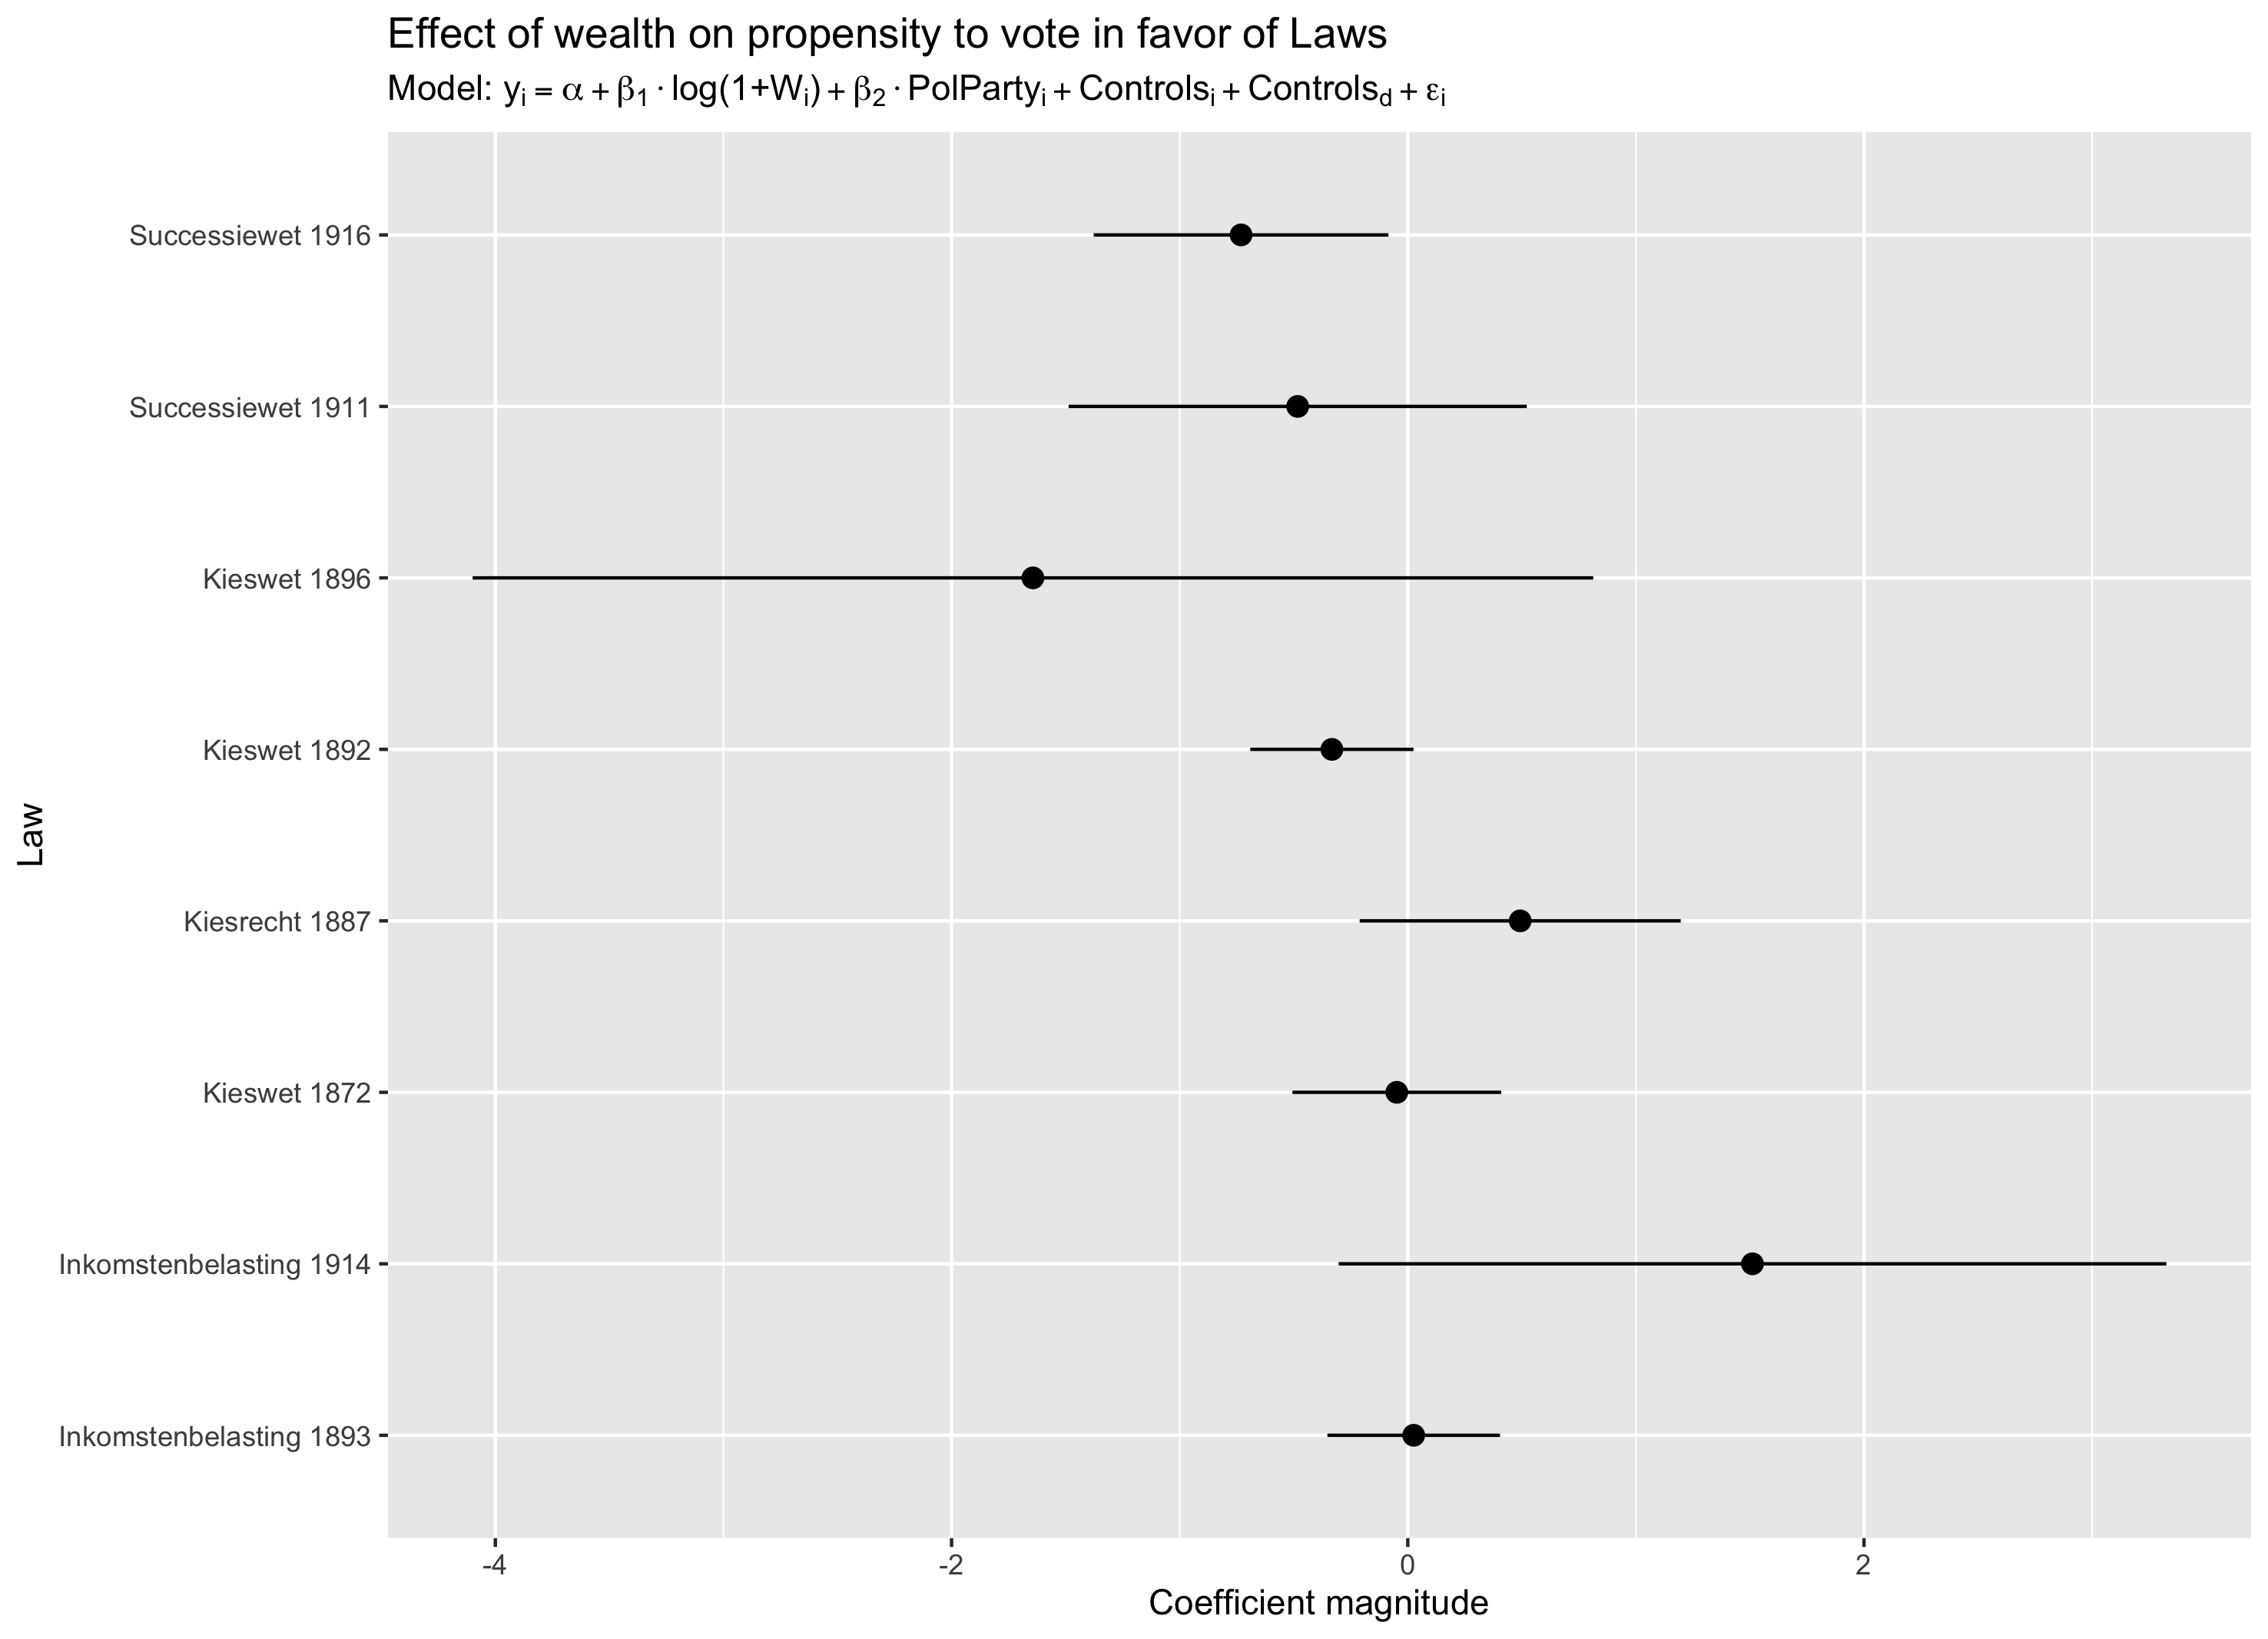 Effect of wealth on propensity to vote in favor of Laws
Model: yᵢ = α + β₁ · log(1+Wᵢ) + β₂ · PolPartyᵢ + Controlsᵢ + Controls_d + εᵢ
Successiewet 1916
Successiewet 1911
Kieswet 1896
Kieswet 1892
Kiesrecht 1887
Kieswet 1872
Inkomstenbelasting 1914
Inkomstenbelasting 1893
Law
-4 -2 0 2
Coefficient magnitude